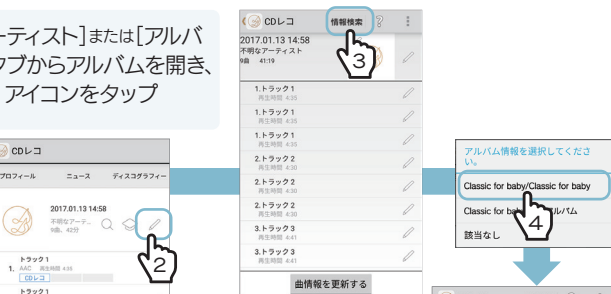 ーティスト]または[アルバ
タブからアルバムを開き、
アイコンをタップ
CDレコ
プロフィール
ニュース
ディスコグラフィー
2017.01.13 14:58
不明なアーテ...
9曲、42分
2
トラック1
1. AAC 再生時間 4:35
CDレコ
トラック1
CDレコ
情報検索
?
2017.01.13 14:58
不明なアーティスト
9曲 41:19
3
1.トラック1
再生時間 4:35
1.トラック1
再生時間 4:35
1.トラック1
再生時間 4:35
2.トラック2
再生時間 4:30
2.トラック2
再生時間 4:30
2.トラック2
再生時間 4:30
3.トラック3
再生時間 4:41
3.トラック3
再生時間 4:41
曲情報を更新する
アルバム情報を選択してくださ
い。
Classic for baby/Classic for baby
Classic for
ルバム
4
該当なし